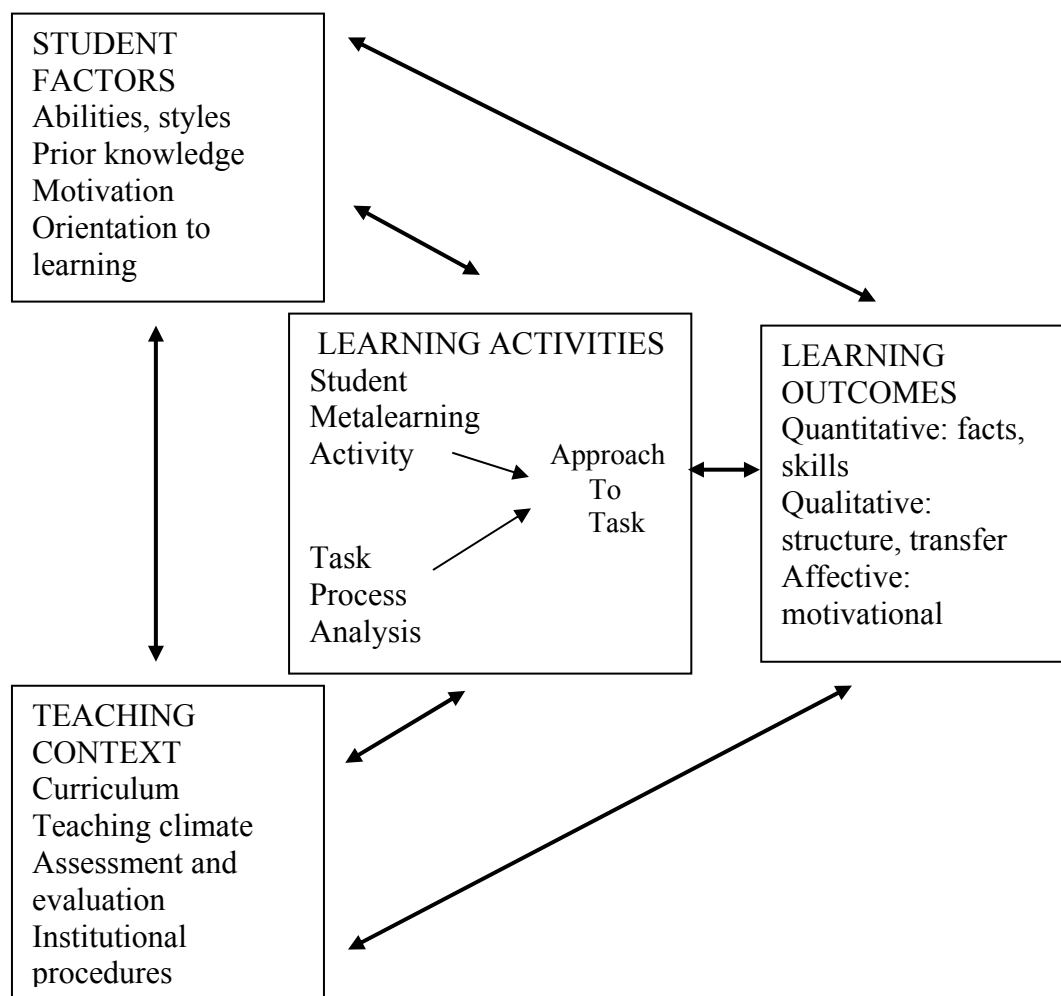 STUDENT
FACTORS
Abilities, styles
Prior knowledge
Motivation
Orientation to
learning
LEARNING ACTIVITIES
Student
Metalearning
Activity
Approach
To
Task
Task
Process
Analysis
LEARNING
OUTCOMES
Quantitative: facts,
skills
Qualitative:
structure, transfer
Affective:
motivational
TEACHING
CONTEXT
Curriculum
Teaching climate
Assessment and
evaluation
Institutional
procedures